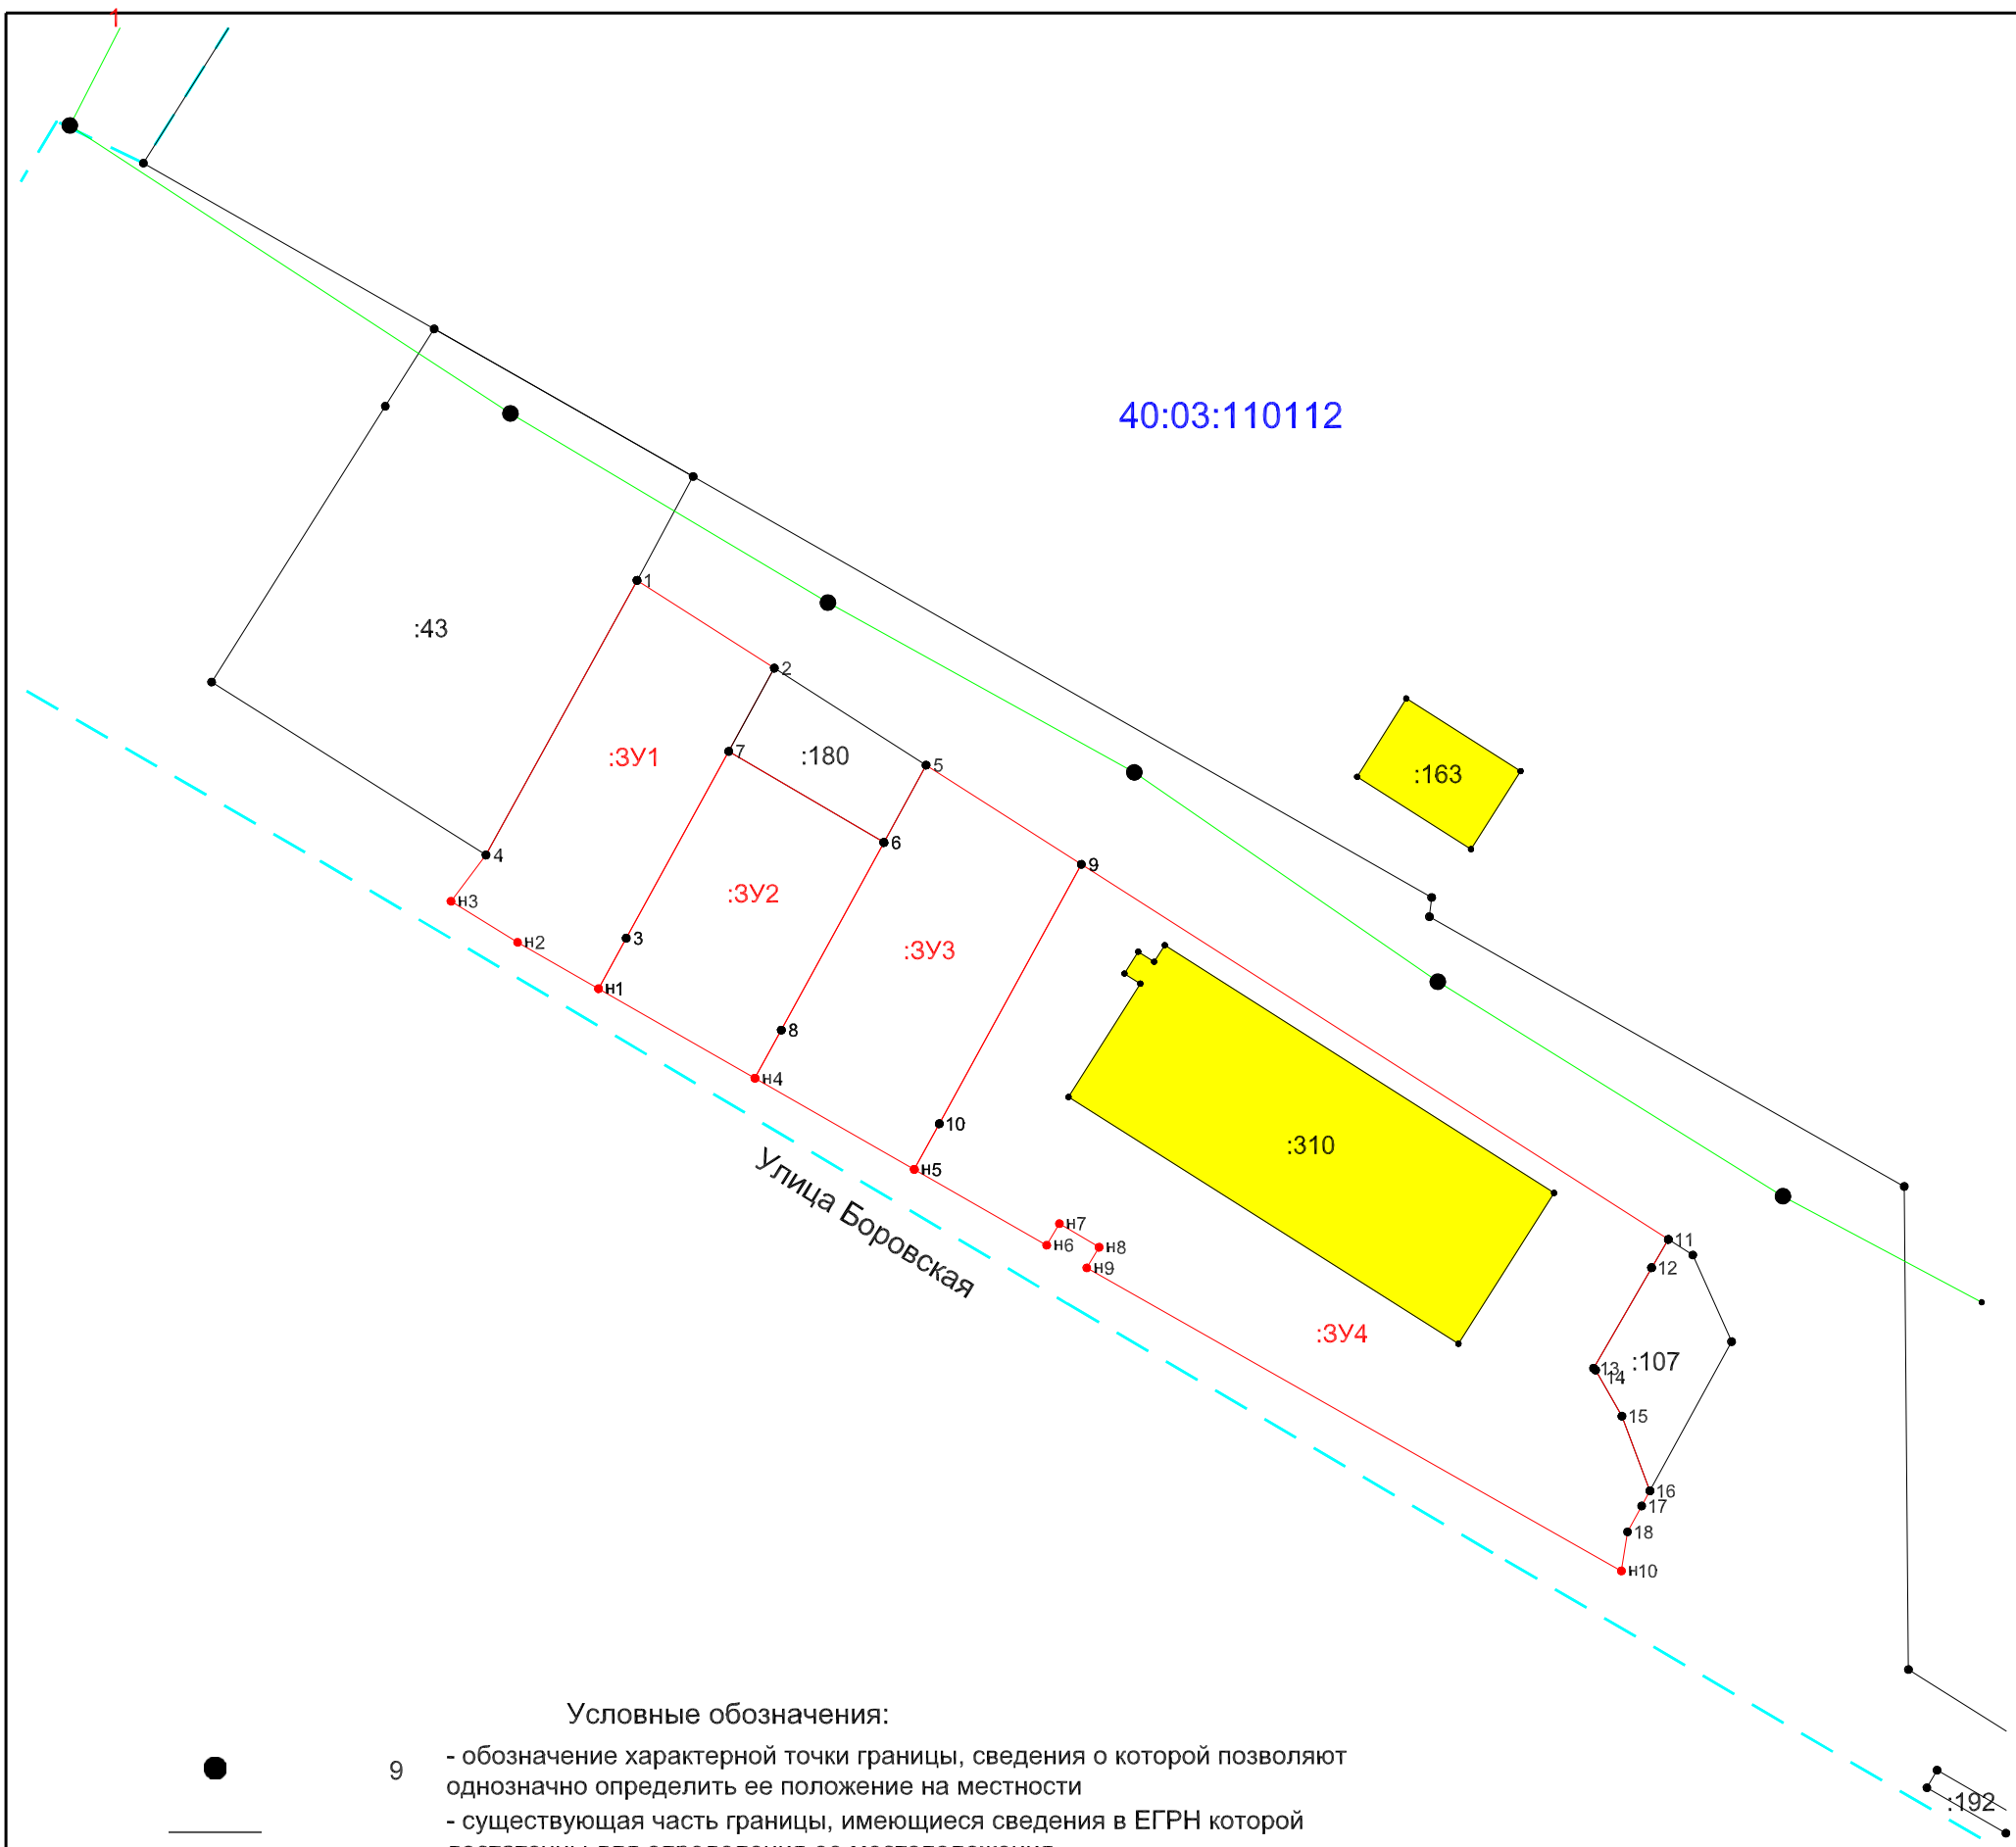 1
40:03:110112
1
:43
2
:ЗУ1
7
:180
5
:163
4
6
9
:ЗУ2
н3
3
н2
:ЗУ3
н1
8
н4
10
:310
н5
Улица Боровская
н7
н6
н8
н9
11
12
:ЗУ4
13
14
:107
15
16
17
18
н10
Условные обозначения:
9
- обозначение характерной точки границы, сведения о которой позволяют
однозначно определить ее положение на местности
:192
- существующая часть границы, имеющиеся сведения в ЕГРН которой